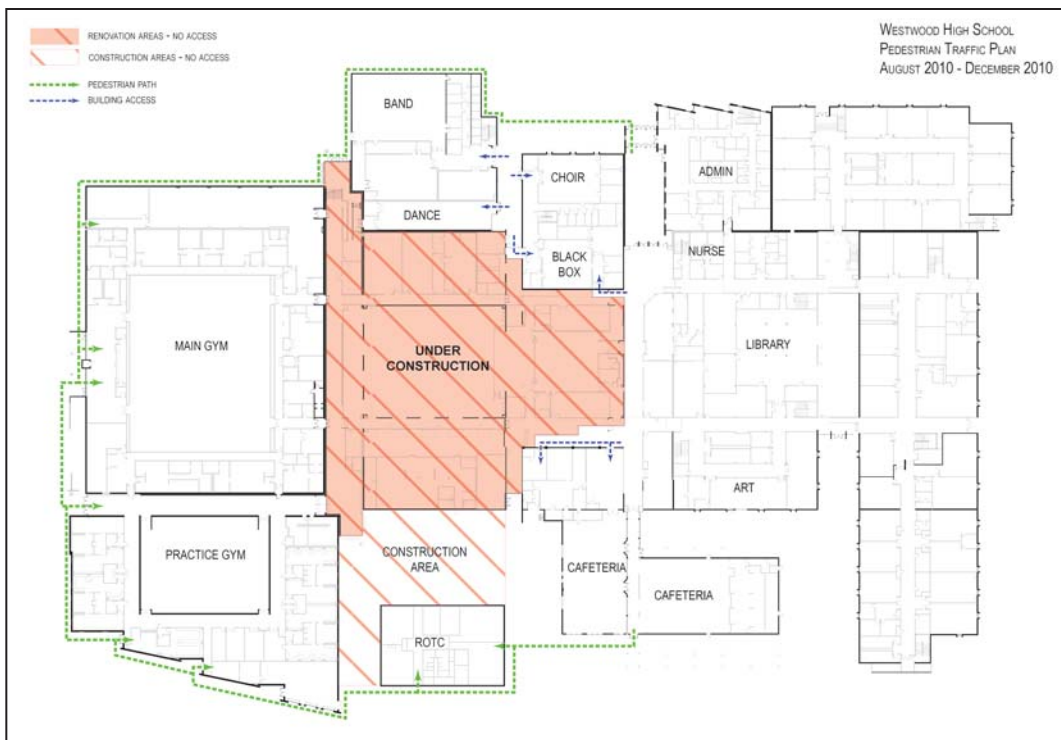 RENOVATION AREAS - NO ACCESS
CONSTRUCTION AREAS - NO ACCESS
PEDESTRIAN PATH
BUILDING ACCESS
WESTWOOD HIGH SCHOOL
PEDESTRIAN TRAFFIC PLAN
AUGUST 2010 - DECEMBER 2010
BAND
CHOIR
ADMIN
DANCE
BLACK
BOX
NURSE
MAIN GYM
UNDER
CONSTRUCTION
LIBRARY
ART
PRACTICE GYM
CONSTRUCTION
AREA
CAFETERIA
CAFETERIA
ROTC